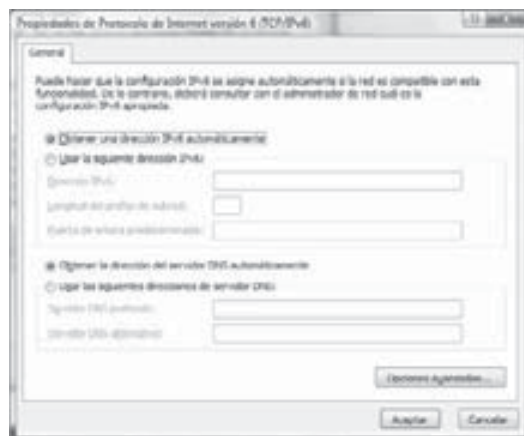 Propiedades de Protocolo de Internet versión 6 (TCP/IPv6)
General
Puede hacer que la configuración IPv6 se asigne automáticamente si la red es compatible con esta
funcionalidad. De lo contrario, deberá consultar con el administrador de red cuál es la
configuración IPv6 apropiada.
Obtener una dirección IPv6 automáticamente
Usar la siguiente dirección IPv6:
Dirección IPv6:
Longitud del prefijo de subred:
Puerta de enlace predeterminada:
Obtener la dirección del servidor DNS automáticamente
Usar las siguientes direcciones de servidor DNS:
Servidor DNS preferido:
Servidor DNS alternativo:
Opciones avanzadas...
Aceptar
Cancelar